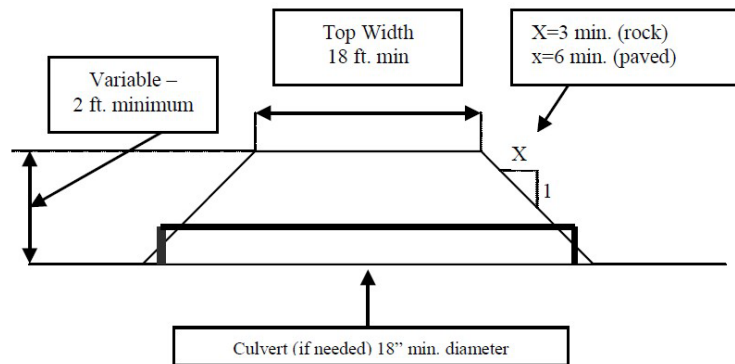 Top Width
18 ft. min
X=3 min. (rock)
x=6 min. (paved)
Variable –
2 ft. minimum
X
1
Culvert (if needed) 18” min. diameter